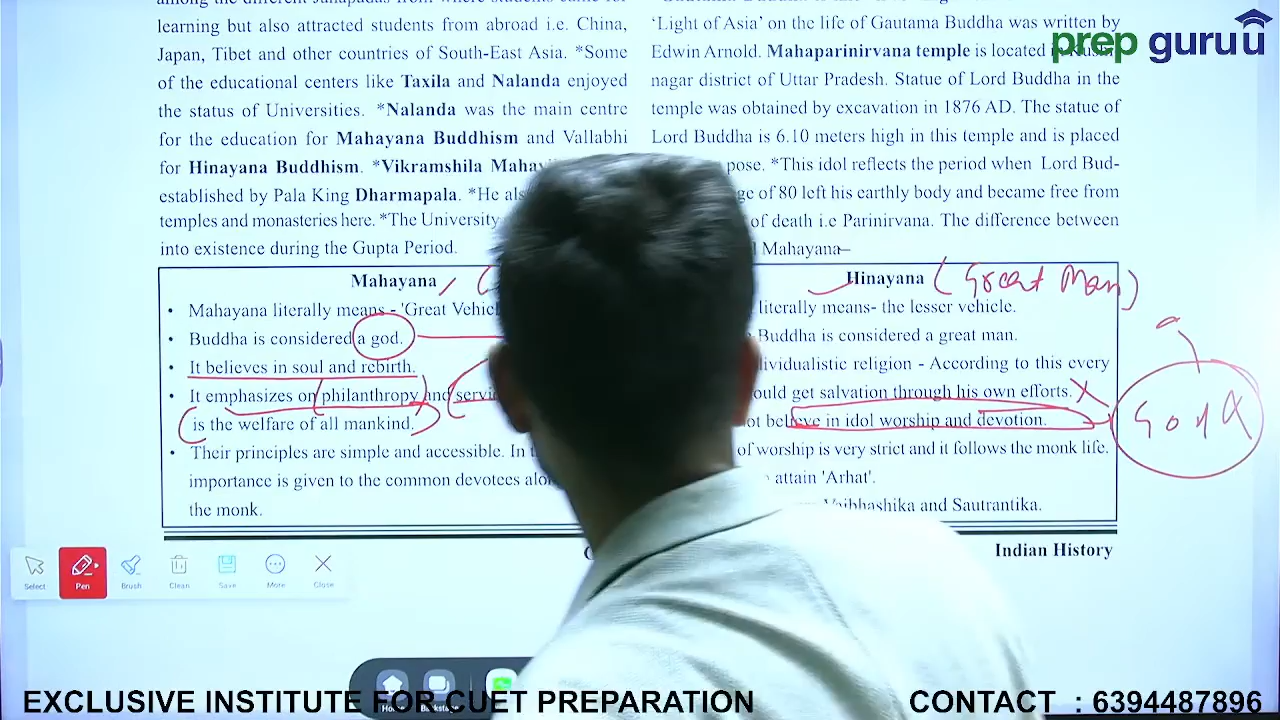 among the different Janapadas from where students came for
learning but also attracted students from abroad i.e. China,
Japan, Tibet and other countries of South-East Asia. *Some
of the educational centers like Taxila and Nalanda enjoyed
the status of Universities. *Nalanda was the main centre
for the education for Mahayana Buddhism and Vallabhi
for Hinayana Buddhism. *Vikramshila
established by Pala King Dharmapala. *He
temples and monasteries here. *The University
into existence during the Gupta Period.
'Light of Asia' on the life of Gautama Buddha was written by
Edwin Arnold. Mahaparinirvana temple is located in Kushi-
nagar district of Uttar Pradesh. Statue of Lord Buddha in the
temple was obtained by excavation in 1876 AD. The statue of
Lord Buddha is 6.10 meters high in this temple and is placed
pose. *This idol reflects the period when Lord Bud-
of 80 left his earthly body and became free from
of death i.e Parinirvana. The difference between
Mahayana–
prep guruu
Mahayana
• Mahayana literally means - 'Great
• Buddha is considered a god.
• It believes in soul and rebirth.
• It emphasizes on philanthropy and
is the welfare of all mankind.
• Their principles are simple and accessible. In
importance is given to the common devotees
the monk.
Hinayana (Great Man)
literally means- the lesser vehicle.
Buddha is considered a great man.
religion - According to this every
get salvation through his own efforts.
believe in idol worship and devotion.
of worship is very strict and it follows the monk life.
attain 'Arhat'.
Vaibhashika and Sautrantika.
Indian History
Select
Pen
Brush
Clean
Save
More
Close
EXCLUSIVE INSTITUTE FOR CUET PREPARATION
CONTACT : 6394487896